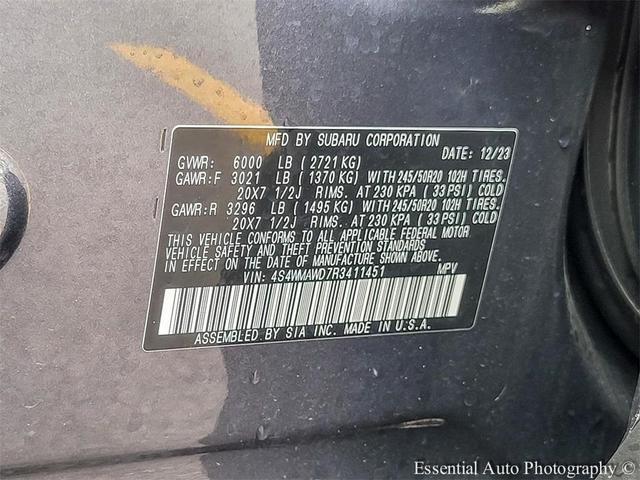 MFD BY SUBARU CORPORATION
GVWR: 6000 LB ( 2721 KG) DATE: 12/23
GAWR:F 3021 LB ( 1370 KG) WITH 245/50R20 102H TIRES.
20X7 1/2J RIMS. AT 230 KPA ( 33 PSI) COLD
GAWR:R 3296 LB ( 1495 KG) WITH 245/50R20 102H TIRES.
20X7 1/2J RIMS. AT 230 KPA ( 33 PSI) COLD
THIS VEHICLE CONFORMS TO ALL APPLICABLE FEDERAL MOTOR
VEHICLE SAFETY AND THEFT PREVENTION STANDARDS
IN EFFECT ON THE DATE OF MANUFACTURE SHOWN ABOVE.
VIN: 4S4WMAWD7R3411451 MPV
ASSEMBLED BY SIA INC. MADE IN U.S.A.
Essential Auto Photography ©